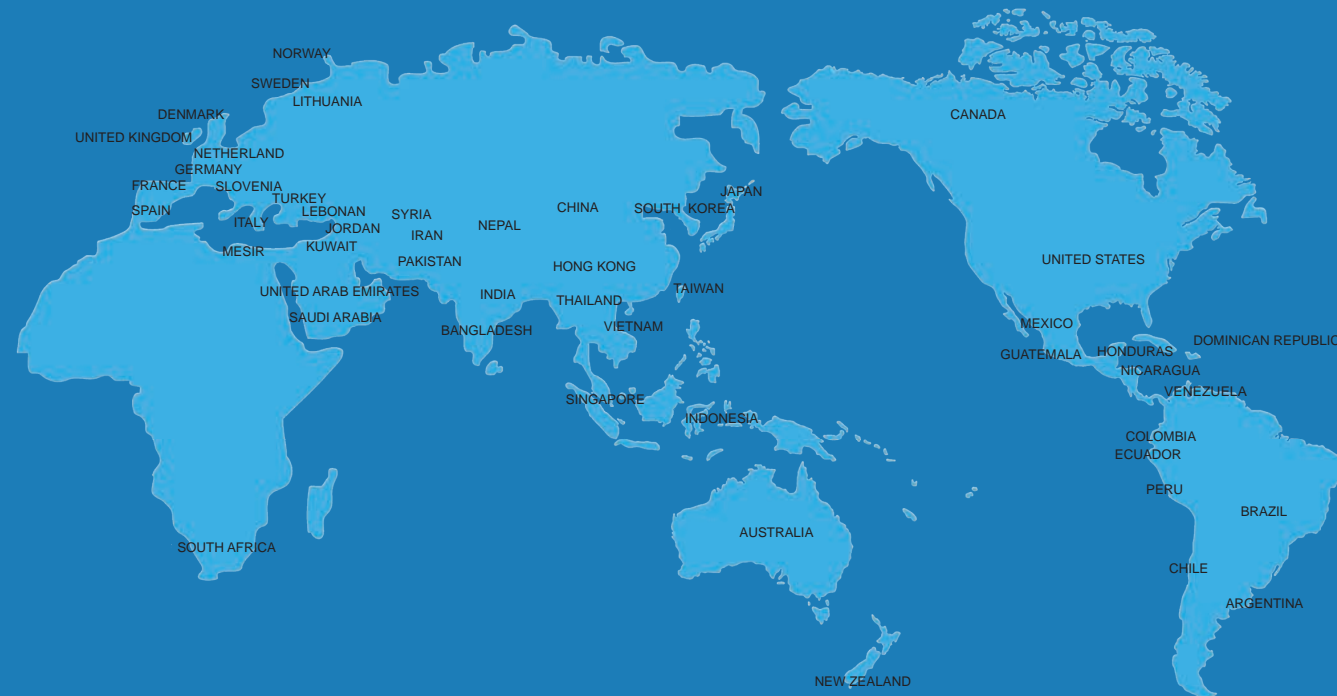 NORWAY
SWEDEN
LITHUANIA
DENMARK
UNITED KINGDOM
NETHERLAND
GERMANY
FRANCE
SLOVENIA
SPAIN
TURKEY
ITALY
LEBONAN
JORDAN
SYRIA
MESIR
KUWAIT
IRAN
PAKISTAN
NEPAL
CHINA
SOUTH KOREA
JAPAN
HONG KONG
UNITED ARAB EMIRATES
SAUDI ARABIA
INDIA
BANGLADESH
THAILAND
TAIWAN
VIETNAM
SINGAPORE
INDONESIA
SOUTH AFRICA
AUSTRALIA
NEW ZEALAND
CANADA
UNITED STATES
MEXICO
GUATEMALA
HONDURAS
DOMINICAN REPUBLIC
NICARAGUA
VENEZUELA
COLOMBIA
ECUADOR
PERU
BRAZIL
CHILE
ARGENTINA